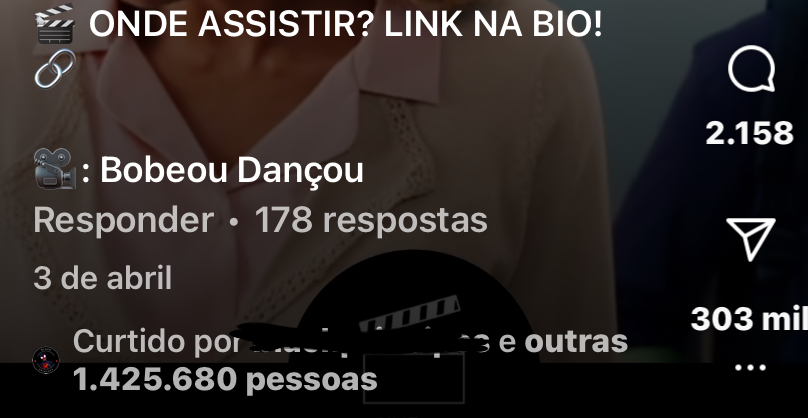 🎬 ONDE ASSISTIR? LINK NA BIO!
🔗
🎥: Bobeou Dançou
Responder • 178 respostas
3 de abril
Curtido por e outras
1.425.680 pessoas
2.158
303 mil
...